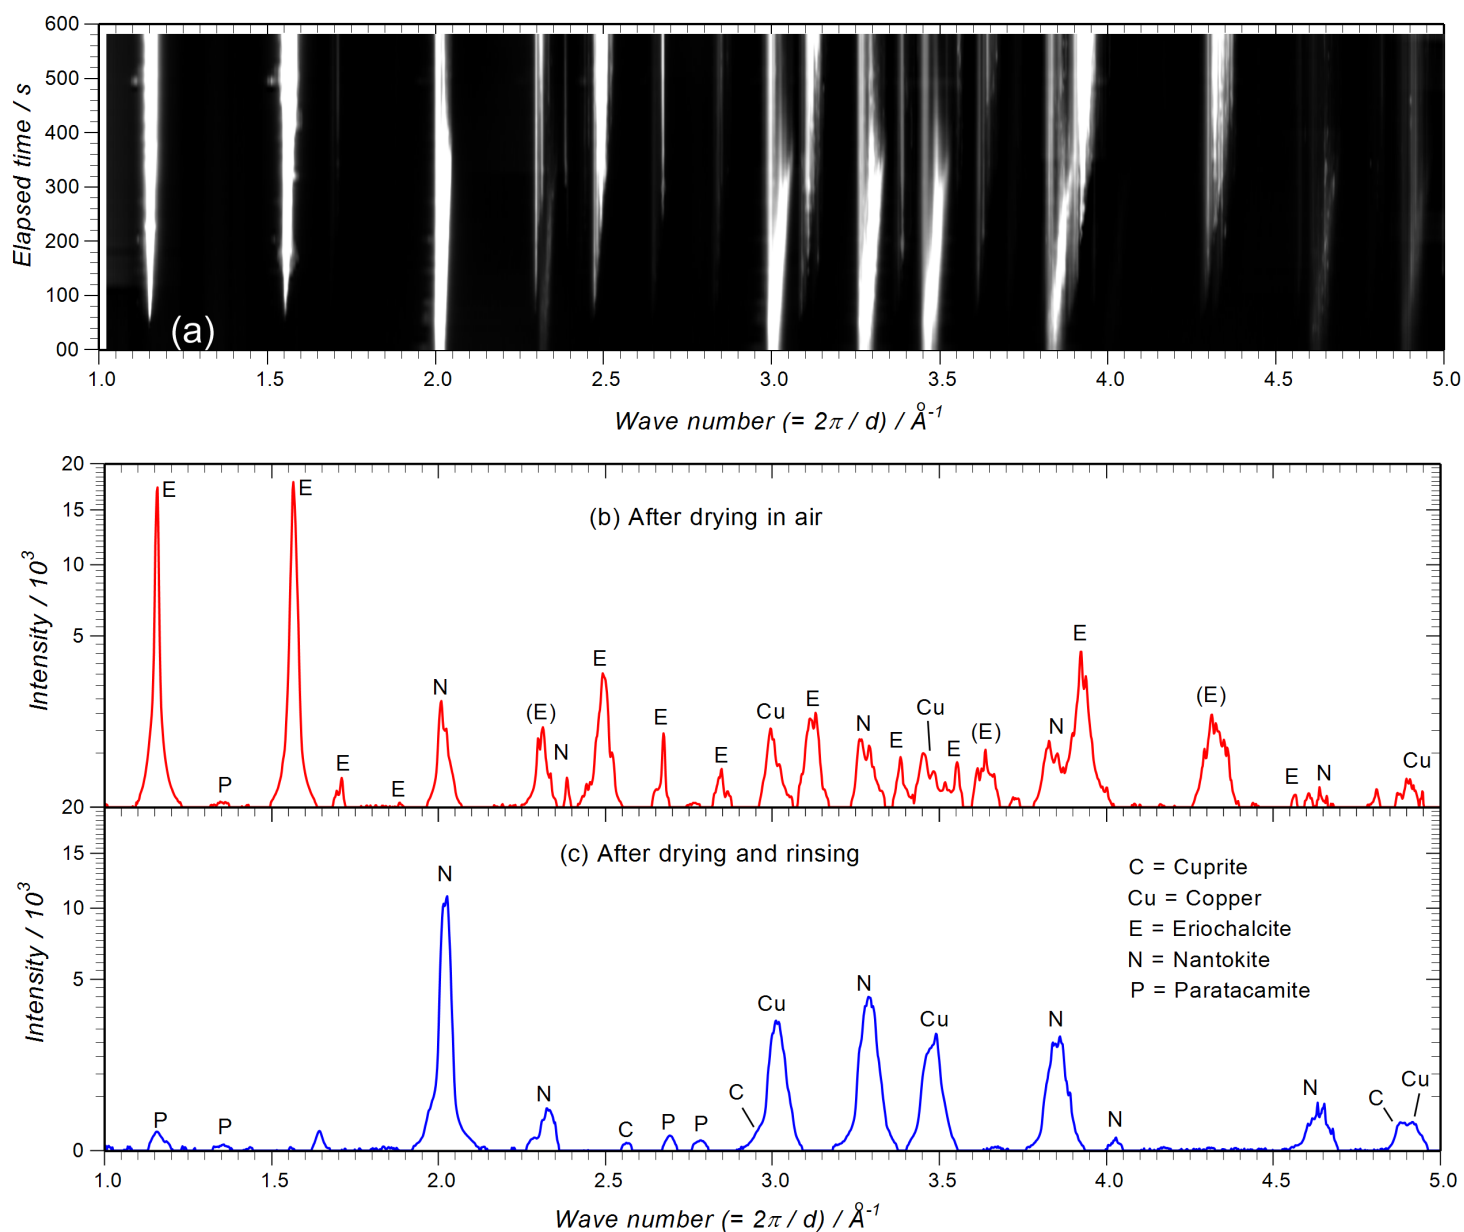 600
500
400
300
200
100
00
Elapsed time / s
(a)
1.0 1.5 2.0 2.5 3.0 3.5 4.0 4.5 5.0
Wave number (= 2π / d) / Å-1
20
15
10
5
Intensity / 10³
(b) After drying in air
E
E
P
E
E
N
(E)
N
E
E
E
Cu
E
N
E
Cu
E
(E)
N
E
(E)
E
N
Cu
20
15
10
5
0
Intensity / 10³
(c) After drying and rinsing
C = Cuprite
Cu = Copper
E = Eriochalcite
N = Nantokite
P = Paratacamite
P
P
N
N
C
P
P
C
Cu
N
Cu
N
N
N
C
Cu
1.0 1.5 2.0 2.5 3.0 3.5 4.0 4.5 5.0
Wave number (= 2π / d) / Å-1